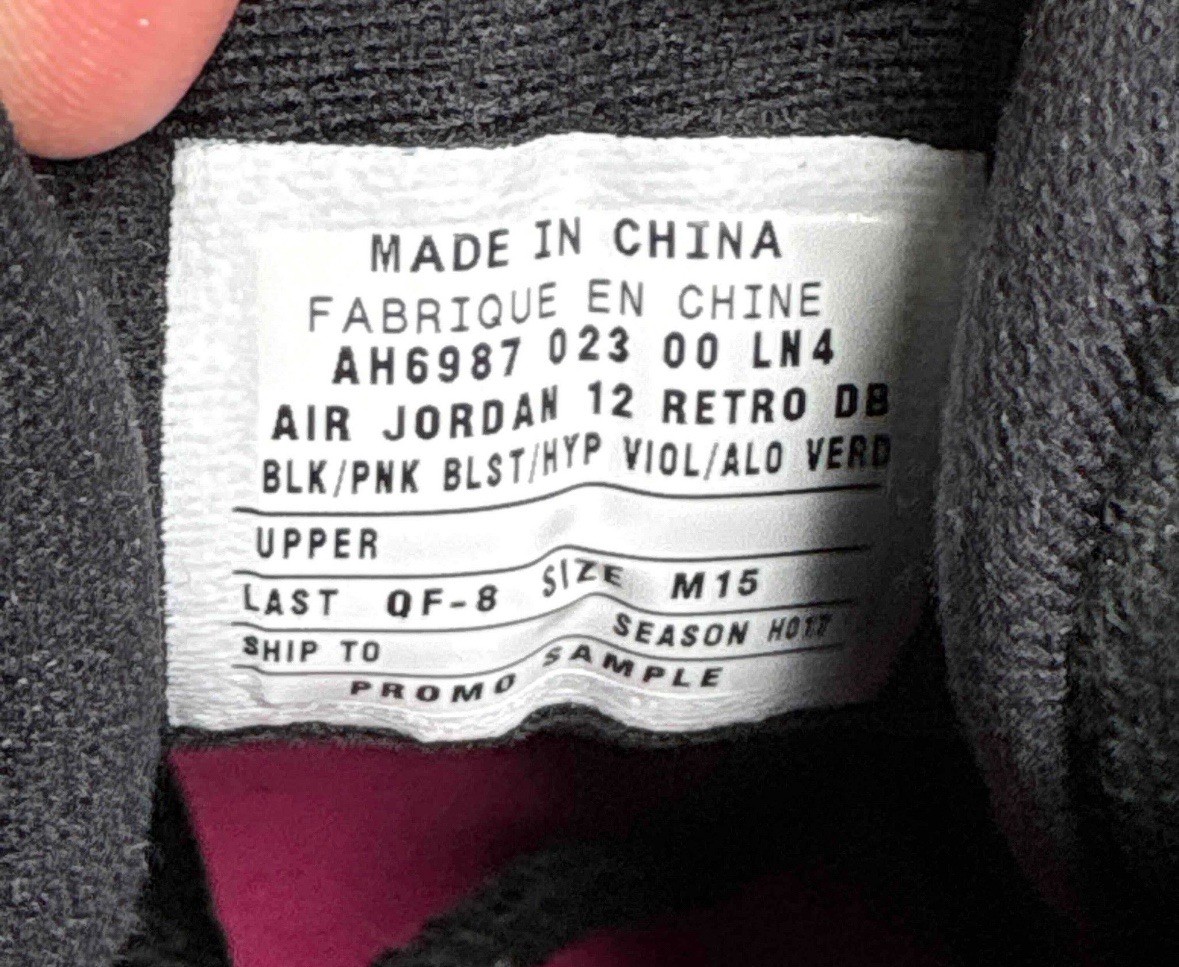 MADE IN CHINA
FABRIQUE EN CHINE
AH6987 023 00 LN4
AIR JORDAN 12 RETRO DB
BLK/PNK BLST/HYP VIOL/ALO VERD
UPPER
LAST QF-8 SIZE M15
SHIP TO SEASON HO17
PROMO SAMPLE